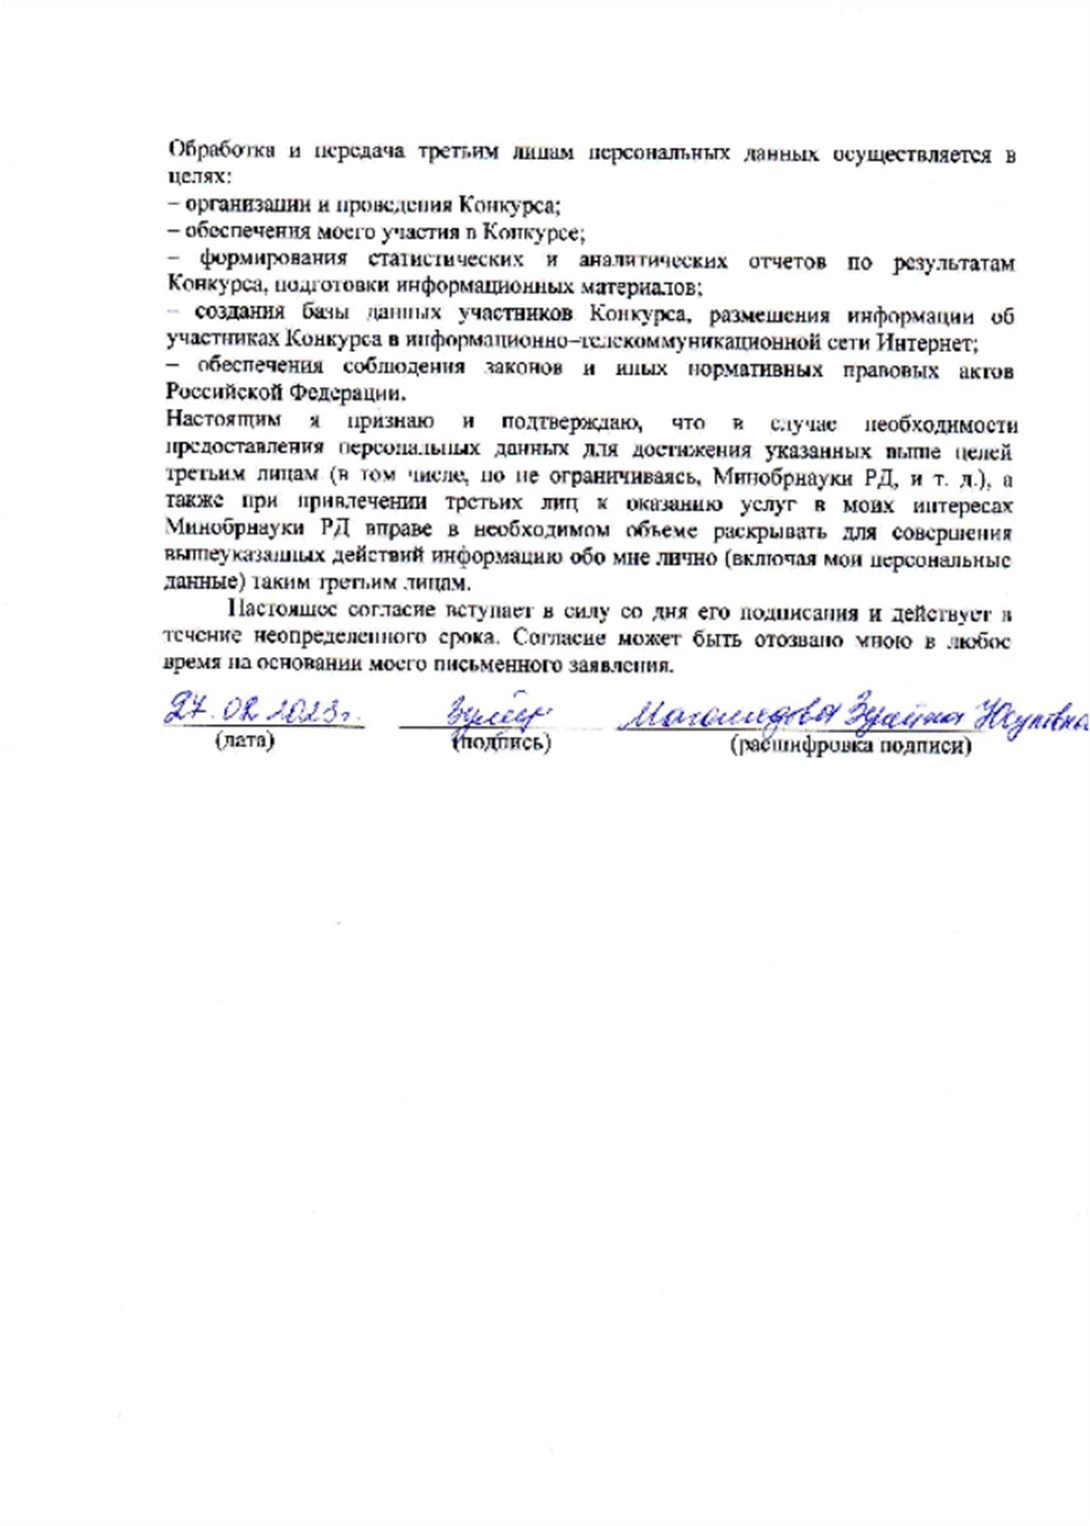 Обработка и передача третьим лицам персональных данных осуществляется в
целях:
– организации и проведения Конкурса;
– обеспечения моего участия в Конкурсе;
– формирования статистических и аналитических отчетов по результатам
Конкурса, подготовки информационных материалов;
– создания базы данных участников Конкурса, размещения информации об
участниках Конкурса в информационно–телекоммуникационной сети Интернет;
– обеспечения соблюдения законов и иных нормативных правовых актов
Российской Федерации.
Настоящим я признаю и подтверждаю, что в случае необходимости
предоставления персональных данных для достижения указанных выше целей
третьим лицам (в том числе, но не ограничиваясь, Минобрнауки РД, и т. д.), а
также при привлечении третьих лиц к оказанию услуг в моих интересах
Минобрнауки РД вправе в необходимом объеме раскрывать для совершения
вышеуказанных действий информацию обо мне лично (включая мои персональные
данные) таким третьим лицам.
Настоящее согласие вступает в силу со дня его подписания и действует в
течение неопределенного срока. Согласие может быть отозвано мною в любое
время на основании моего письменного заявления.
27.02.2023г. Магомедова Юсуповна
(дата) (подпись) (расшифровка подписи)